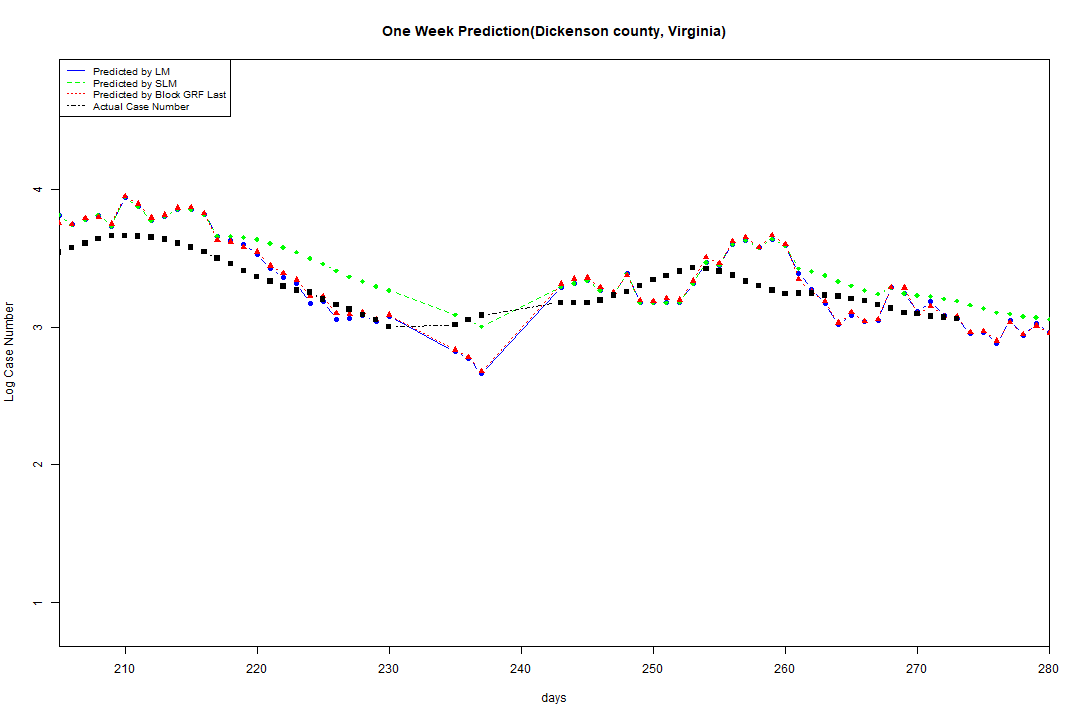 One Week Prediction(Dickenson county, Virginia)
Predicted by LM
Predicted by SLM
Predicted by Block GRF Last
Actual Case Number
4
3
2
1
Log Case Number
210 220 230 240 250 260 270 280
days